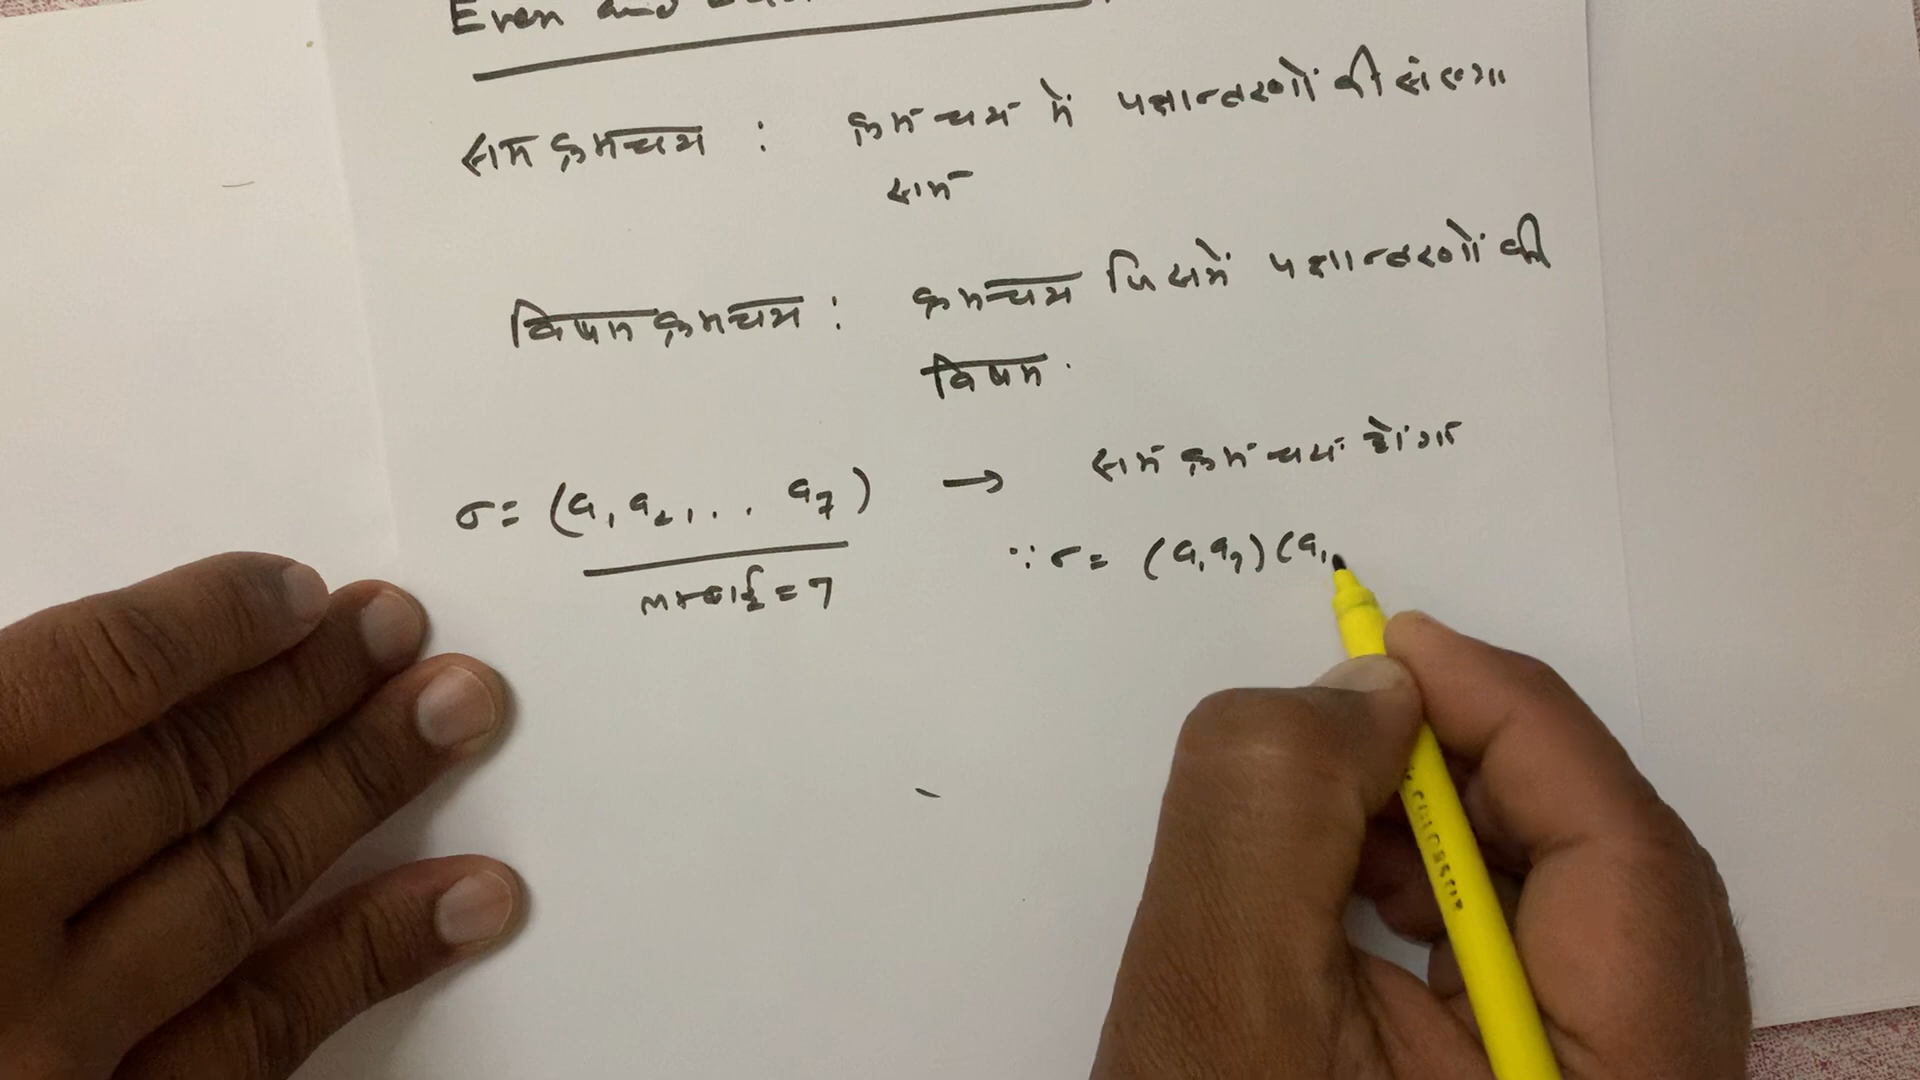 Even and
सम क्रमचय : क्रमचय में पक्षान्तरणों की संख्या
सम
विषम क्रमचय : क्रमचय जिसमें पक्षान्तरणों की
विषम.
σ = (a₁ a₂, . . . a₇) → सम क्रमचय होगा
लम्बाई = 7 ∵ σ = (a₁ a₇) (a₁